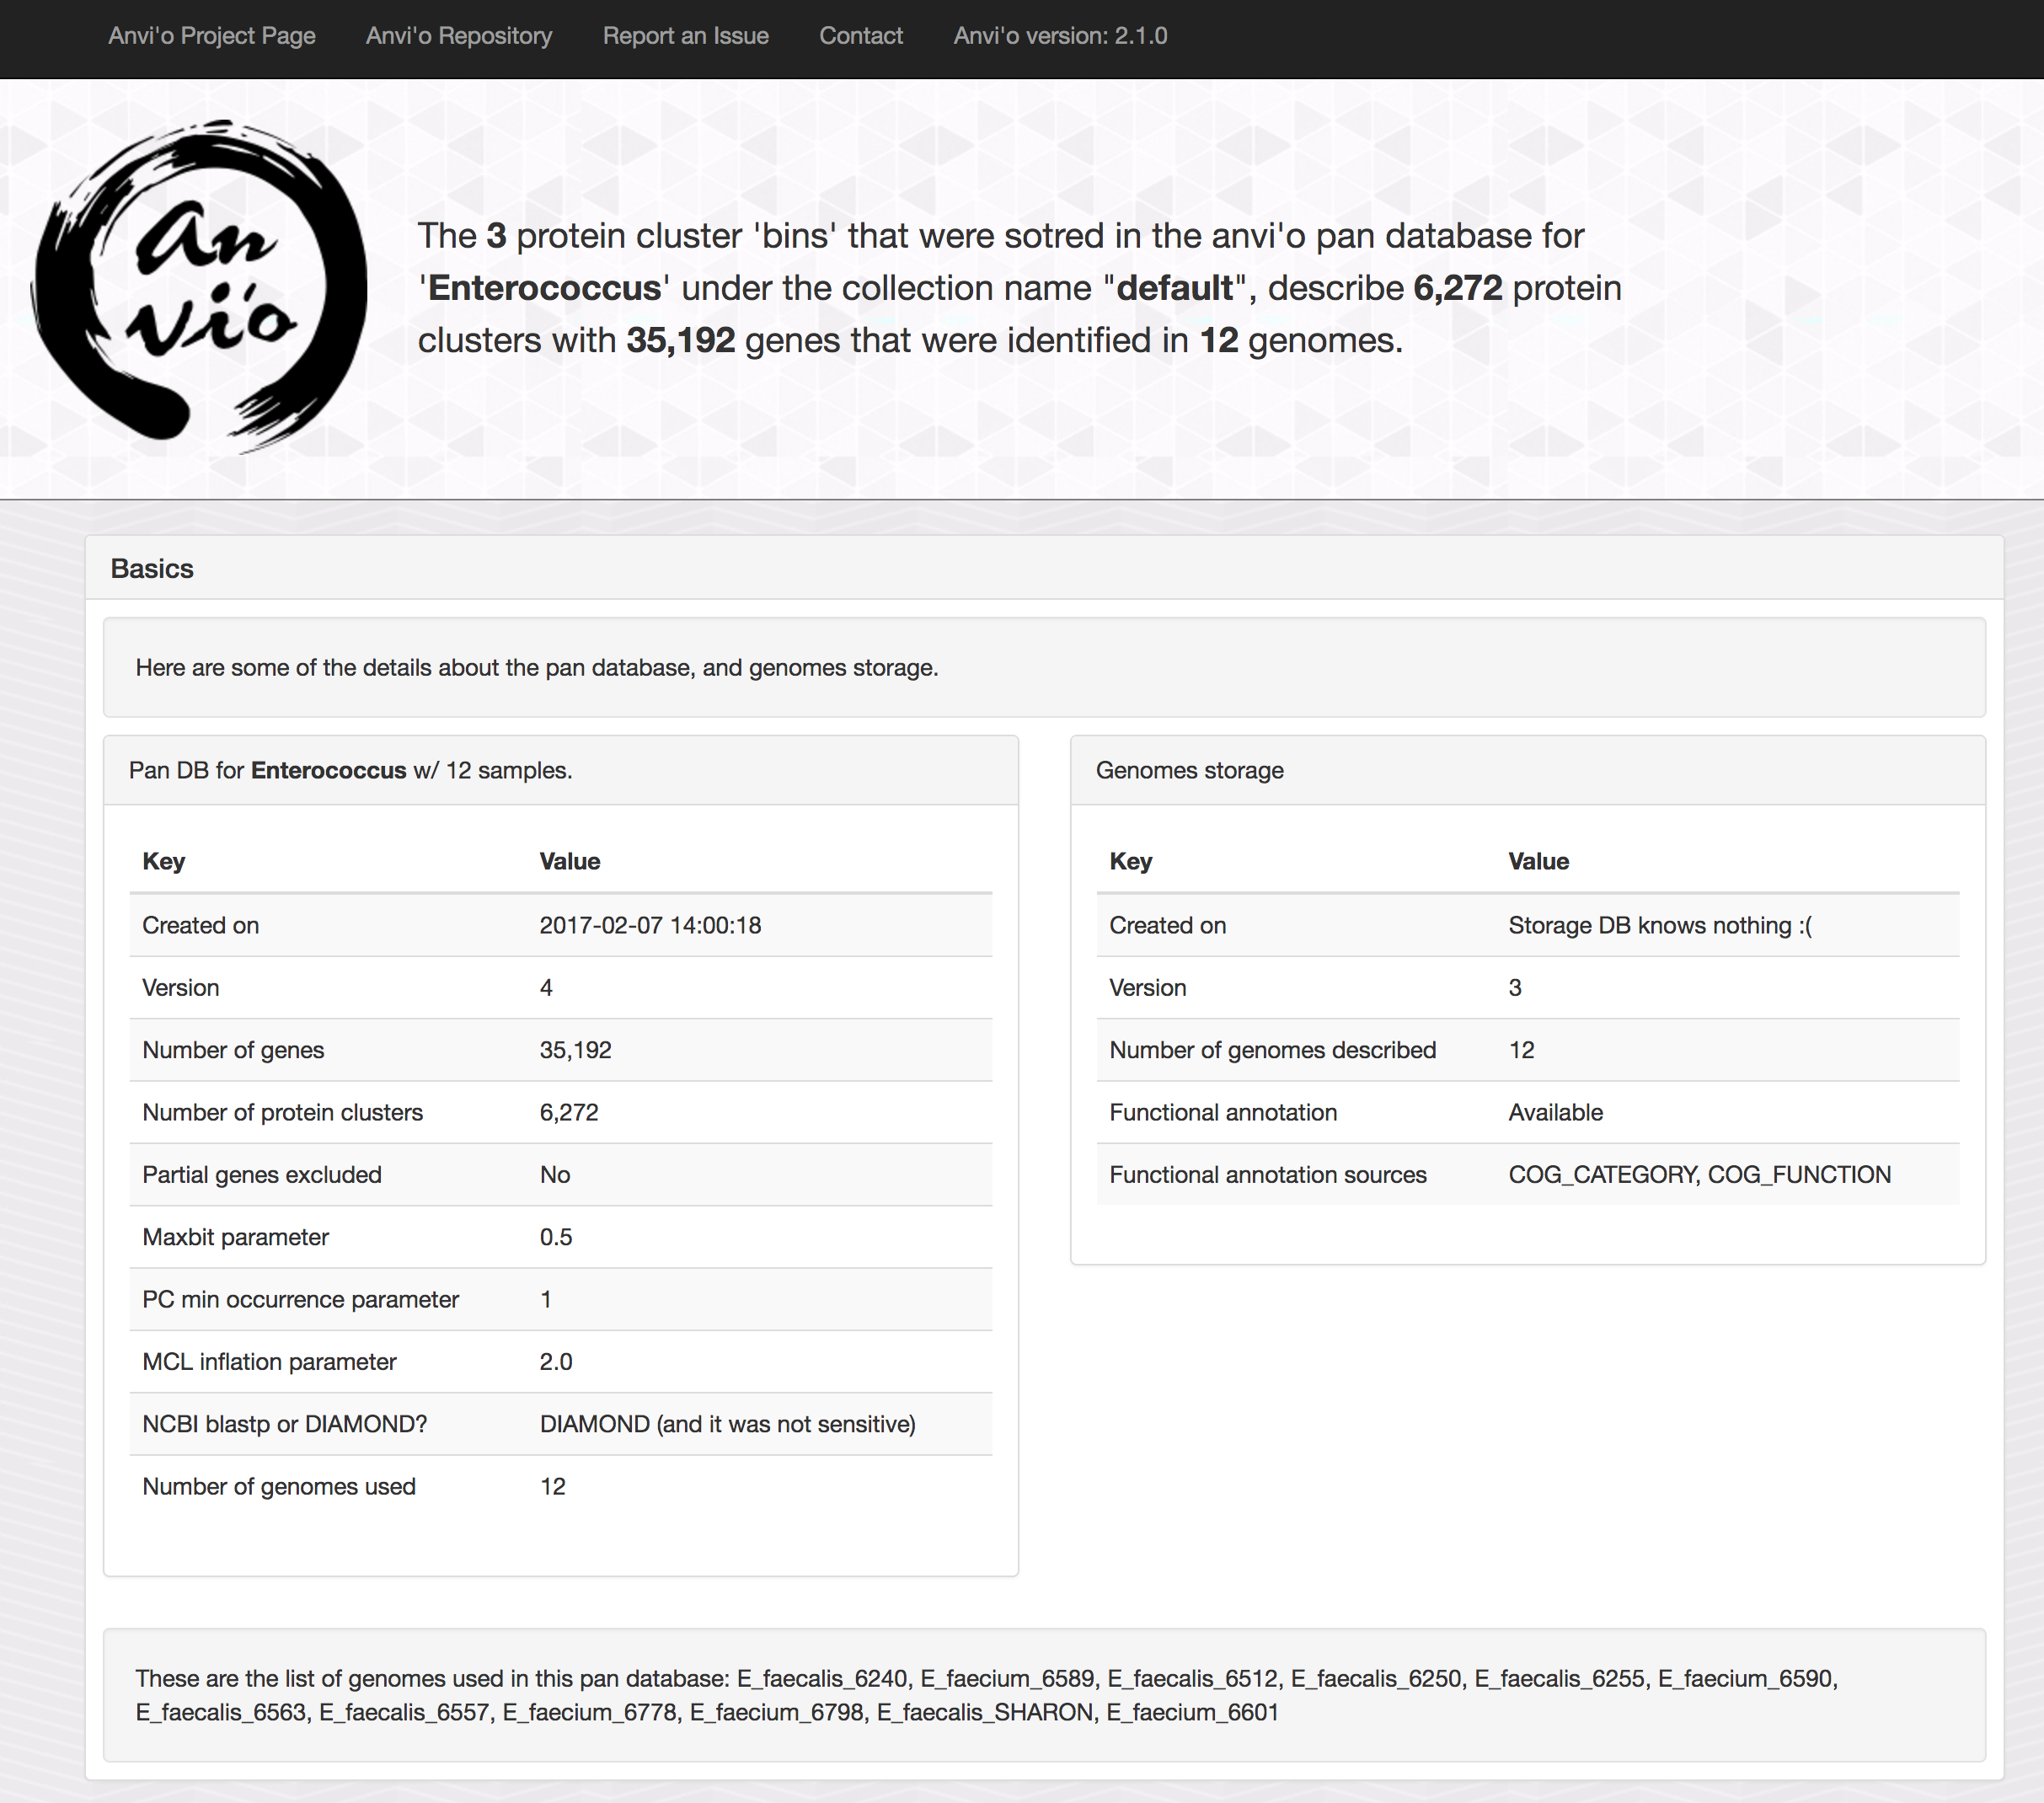 Anvi'o Project Page Anvi'o Repository Report an Issue Contact Anvi'o version: 2.1.0
an
vi'o
The 3 protein cluster 'bins' that were sotred in the anvi'o pan database for
'Enterococcus' under the collection name "default", describe 6,272 protein
clusters with 35,192 genes that were identified in 12 genomes.
Basics
Here are some of the details about the pan database, and genomes storage.
Pan DB for Enterococcus w/ 12 samples.
Key Value
Created on 2017-02-07 14:00:18
Version 4
Number of genes 35,192
Number of protein clusters 6,272
Partial genes excluded No
Maxbit parameter 0.5
PC min occurrence parameter 1
MCL inflation parameter 2.0
NCBI blastp or DIAMOND? DIAMOND (and it was not sensitive)
Number of genomes used 12
Genomes storage
Key Value
Created on Storage DB knows nothing :(
Version 3
Number of genomes described 12
Functional annotation Available
Functional annotation sources COG_CATEGORY, COG_FUNCTION
These are the list of genomes used in this pan database: E_faecalis_6240, E_faecium_6589, E_faecalis_6512, E_faecalis_6250, E_faecalis_6255, E_faecium_6590,
E_faecalis_6563, E_faecalis_6557, E_faecium_6778, E_faecium_6798, E_faecalis_SHARON, E_faecium_6601